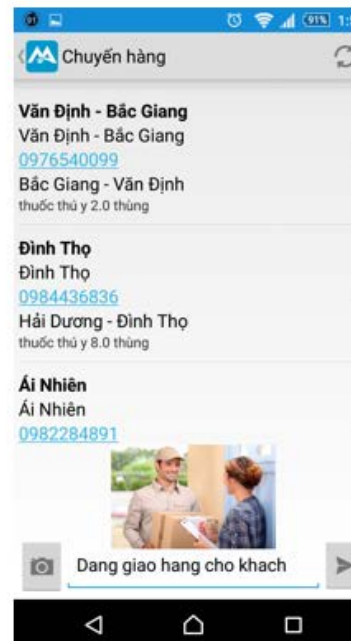 91% 1:
Chuyến hàng
Văn Định - Bắc Giang
Văn Định - Bắc Giang
0976540099
Bắc Giang - Văn Định
thuốc thú y 2.0 thùng
Đình Thọ
Đình Thọ
0984436836
Hải Dương - Đình Thọ
thuốc thú y 8.0 thùng
Ái Nhiên
Ái Nhiên
0982284891
Dang giao hang cho khach